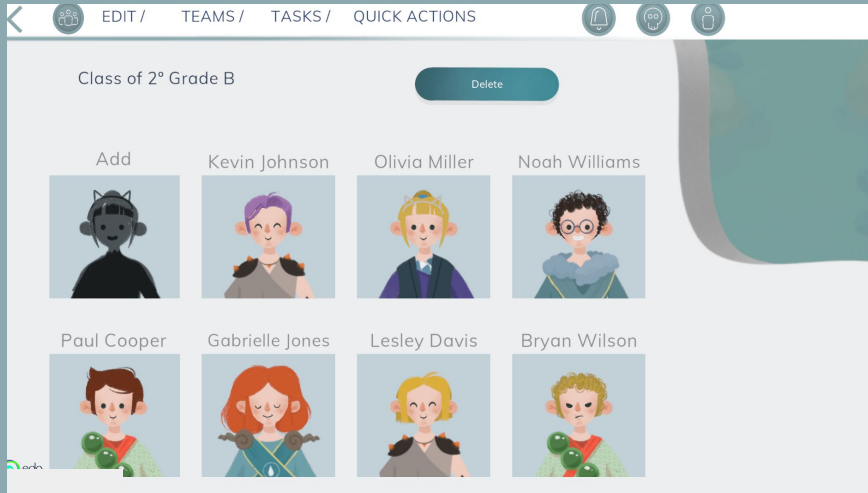 EDIT / TEAMS / TASKS / QUICK ACTIONS
Class of 2º Grade B
Delete
Add Kevin Johnson Olivia Miller Noah Williams
Paul Cooper Gabrielle Jones Lesley Davis Bryan Wilson